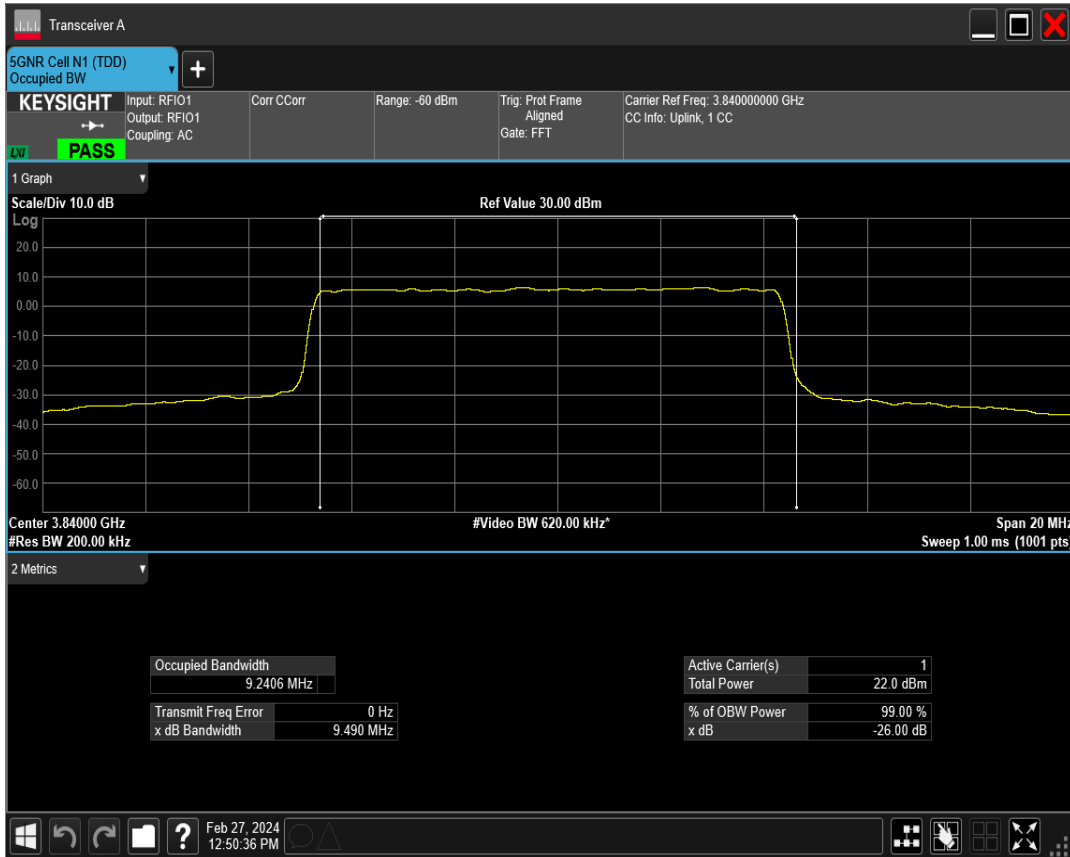 Transceiver A
5GNR Cell N1 (TDD)
Occupied BW
+
KEYSIGHT
LXI
PASS
Input: RFIO1
Output: RFIO1
Coupling: AC
Corr CCorr
Range: -60 dBm
Trig: Prot Frame
Aligned
Gate: FFT
Carrier Ref Freq: 3.840000000 GHz
CC Info: Uplink, 1 CC
1 Graph
Scale/Div 10.0 dB
Ref Value 30.00 dBm
Log
20.0
10.0
0.00
-10.0
-20.0
-30.0
-40.0
-50.0
-60.0
Center 3.84000 GHz
#Video BW 620.00 kHz*
Span 20 MHz
#Res BW 200.00 kHz
Sweep 1.00 ms (1001 pts)
2 Metrics
Occupied Bandwidth
9.2406 MHz
Transmit Freq Error 0 Hz
x dB Bandwidth 9.490 MHz
Active Carrier(s) 1
Total Power 22.0 dBm
% of OBW Power 99.00 %
x dB -26.00 dB
?
Feb 27, 2024
12:50:36 PM